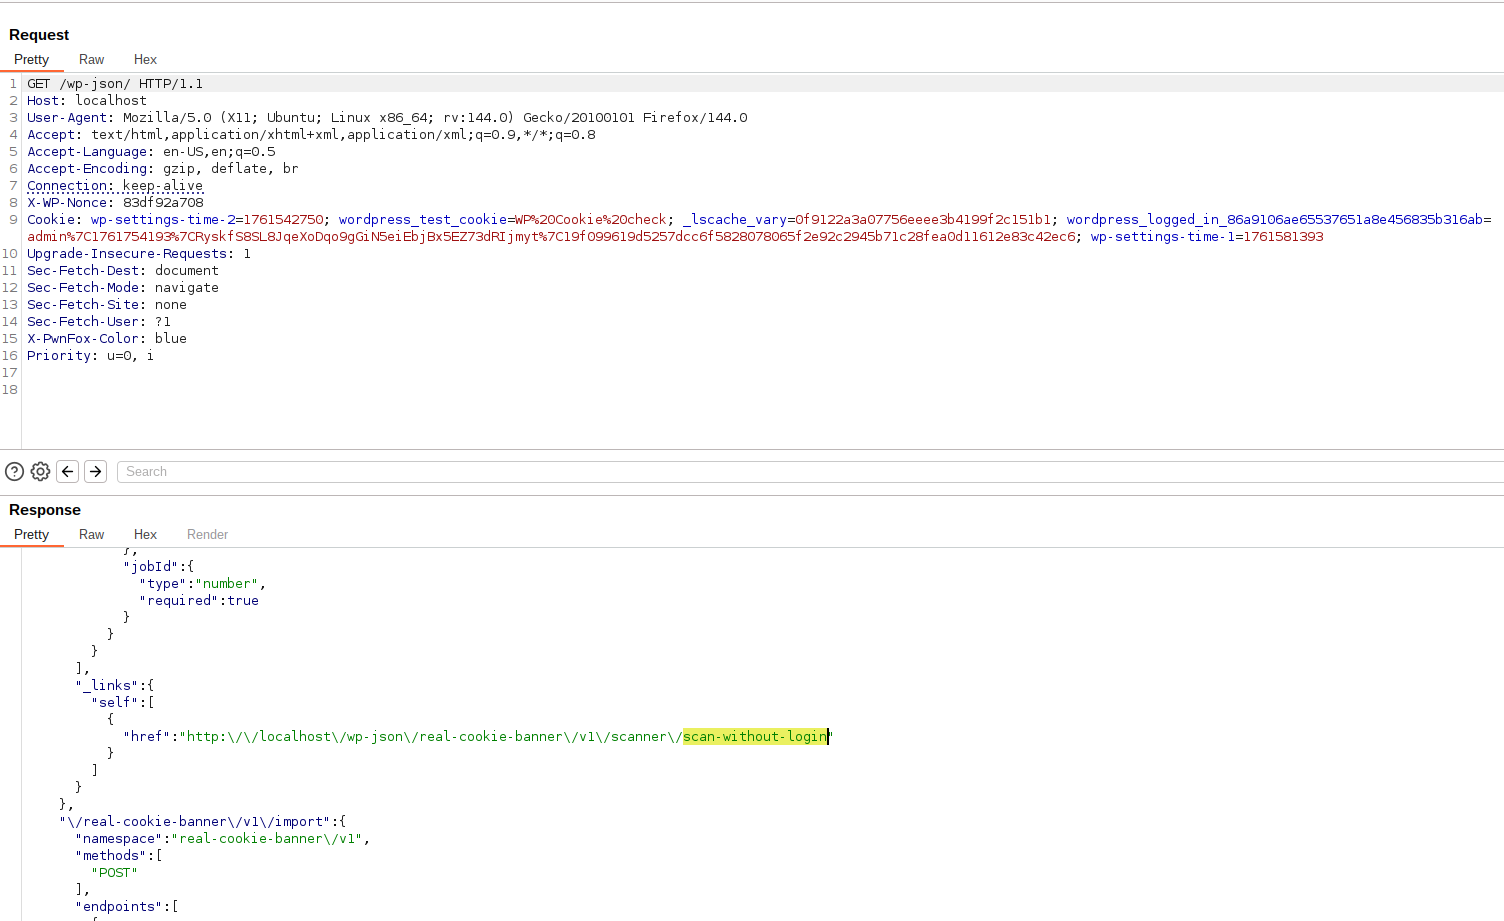 Request
Pretty Raw Hex
1 GET /wp-json/ HTTP/1.1
2 Host: localhost
3 User-Agent: Mozilla/5.0 (X11; Ubuntu; Linux x86_64; rv:144.0) Gecko/20100101 Firefox/144.0
4 Accept: text/html,application/xhtml+xml,application/xml;q=0.9,*/*;q=0.8
5 Accept-Language: en-US,en;q=0.5
6 Accept-Encoding: gzip, deflate, br
7 Connection: keep-alive
8 X-WP-Nonce: 83df92a708
9 Cookie: wp-settings-time-2=1761542750; wordpress_test_cookie=WP%20Cookie%20check; _lscache_vary=0f9122a3a07756eeee3b4199f2c151b1; wordpress_logged_in_86a9106ae65537651a8e456835b316ab=
admin%7C1761754193%7CRyskfS8SL8JqeXoDqo9gGiN5eiEbjBx5EZ73dRIjmyt%7C19f099619d5257dcc6f5828078065f2e92c2945b71c28fea0d11612e83c42ec6; wp-settings-time-1=1761581393
10 Upgrade-Insecure-Requests: 1
11 Sec-Fetch-Dest: document
12 Sec-Fetch-Mode: navigate
13 Sec-Fetch-Site: none
14 Sec-Fetch-User: ?1
15 X-PwnFox-Color: blue
16 Priority: u=0, i
17
18
Search
Response
Pretty Raw Hex Render
},
"jobId":{
"type":"number",
"required":true
}
}
}
],
"_links":{
"self":[
{
"href":"http:\/\/localhost\/wp-json\/real-cookie-banner\/v1\/scanner\/scan-without-login"
}
]
}
},
"\/real-cookie-banner\/v1\/import":{
"namespace":"real-cookie-banner\/v1",
"methods":[
"POST"
],
"endpoints":[